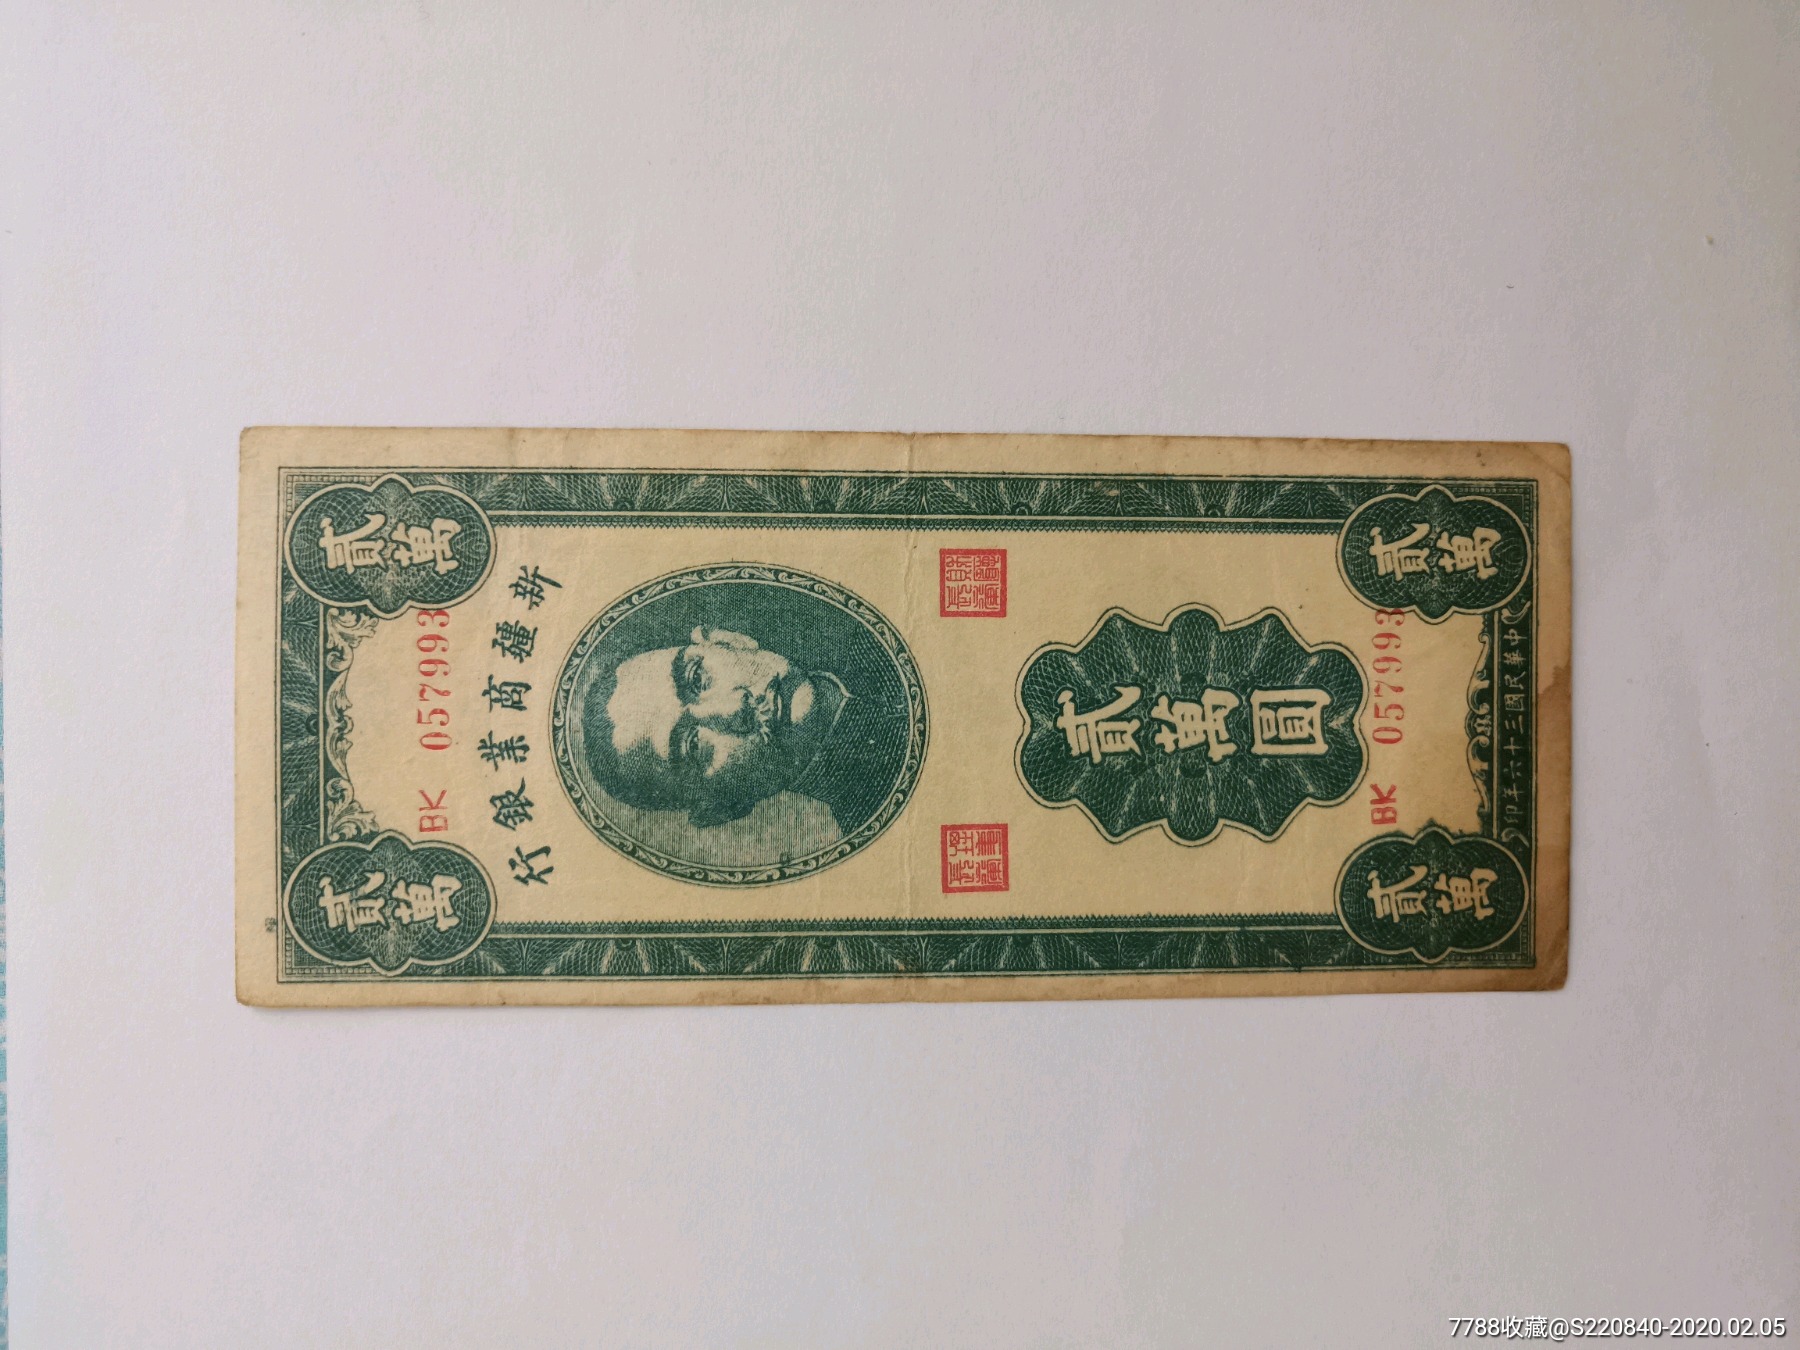 貳萬
貳萬
BK 057993
新疆商業銀行
貳萬圓
BK 057993
貳萬
貳萬
中華民國三十六年印
7788收藏@S220840-2020.02.05